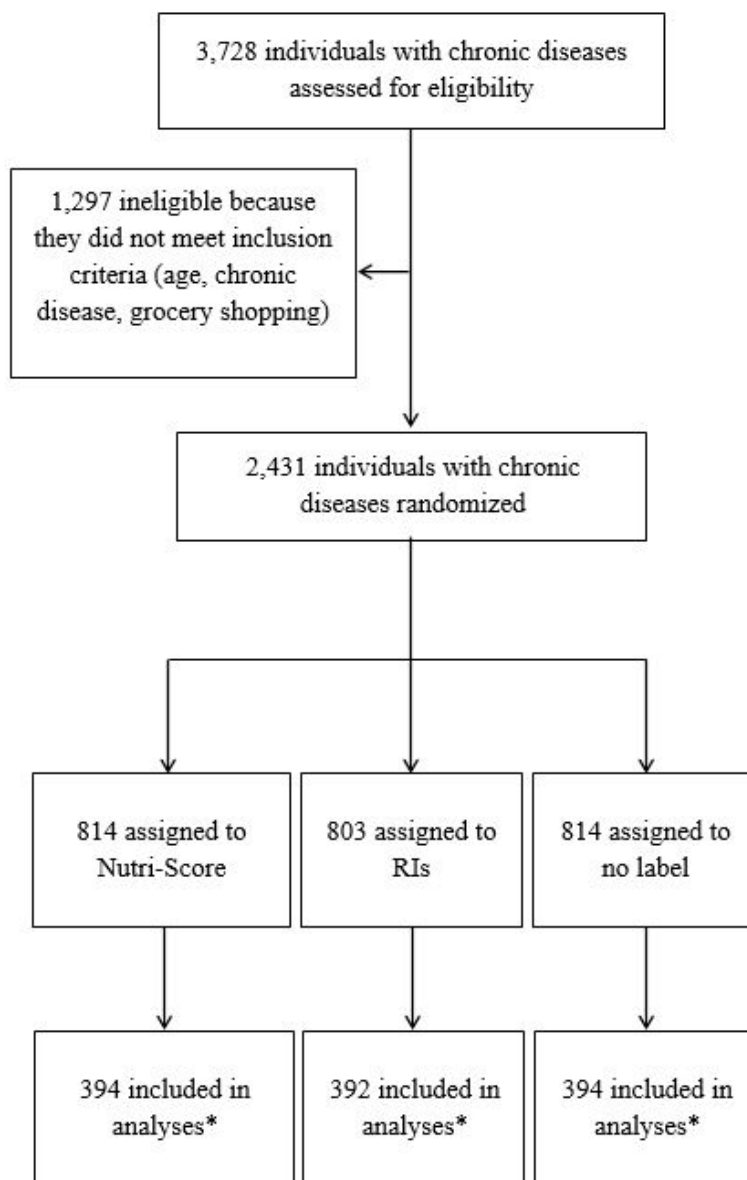 3,728 individuals with chronic diseases
assessed for eligibility
1,297 ineligible because
they did not meet inclusion
criteria (age, chronic
disease, grocery shopping)
2,431 individuals with chronic
diseases randomized
814 assigned to
Nutri-Score
803 assigned to
RIs
814 assigned to
no label
394 included in
analyses*
392 included in
analyses*
394 included in
analyses*